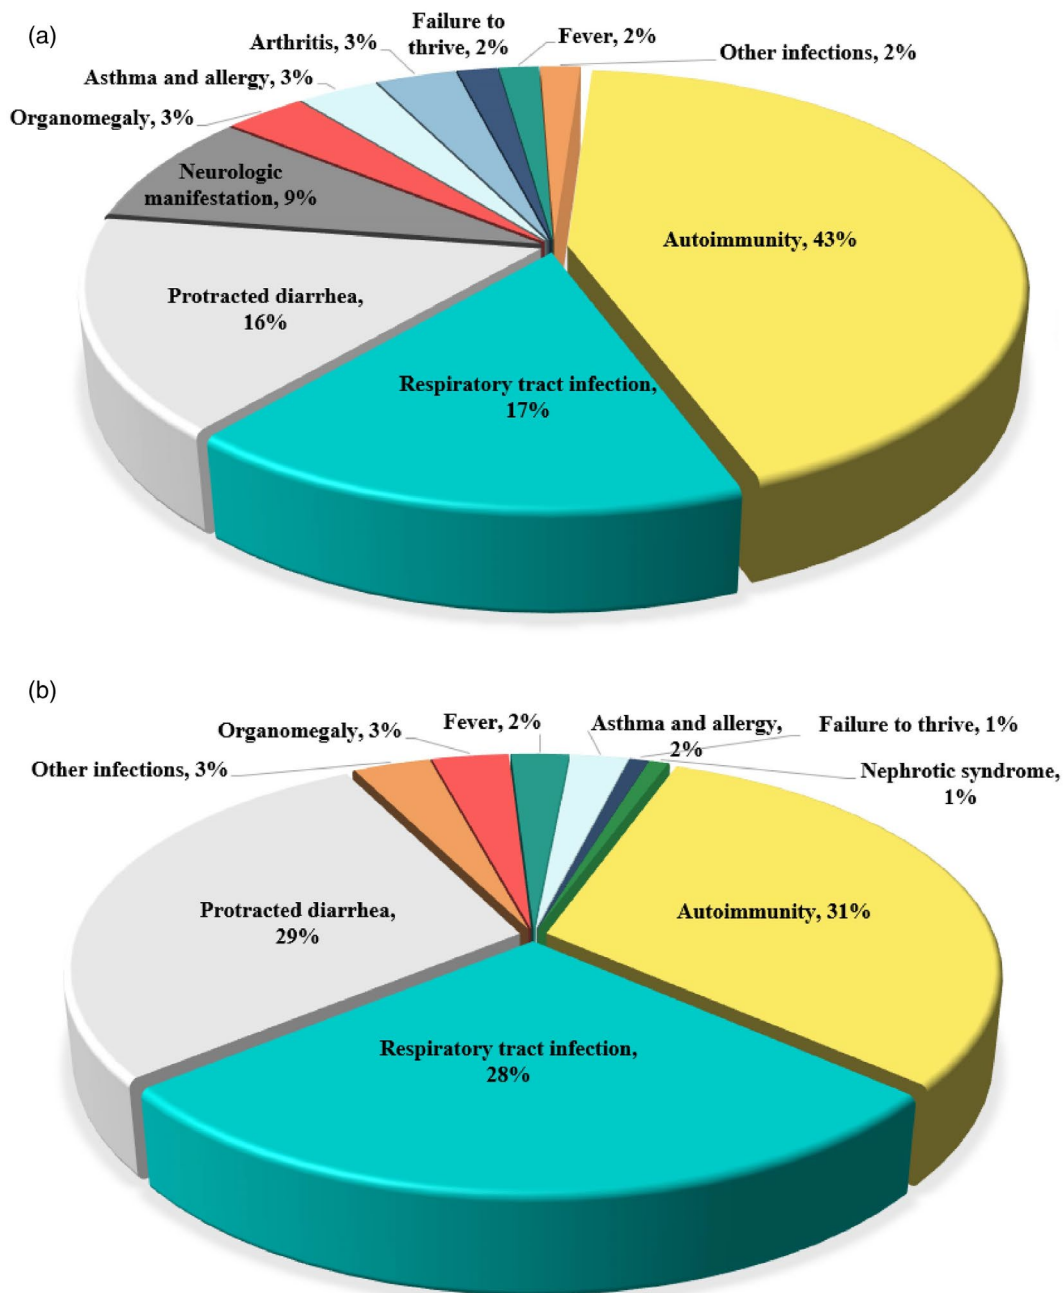 (a)
Failure to
thrive, 2%
Fever, 2%
Arthritis, 3%
Other infections, 2%
Asthma and allergy, 3%
Organomegaly, 3%
Neurologic
manifestation, 9%
Autoimmunity, 43%
Protracted diarrhea,
16%
Respiratory tract infection,
17%
(b)
Organomegaly, 3%
Fever, 2%
Asthma and allergy,
2%
Failure to thrive, 1%
Other infections, 3%
Nephrotic syndrome,
1%
Protracted diarrhea,
29%
Autoimmunity, 31%
Respiratory tract infection,
28%